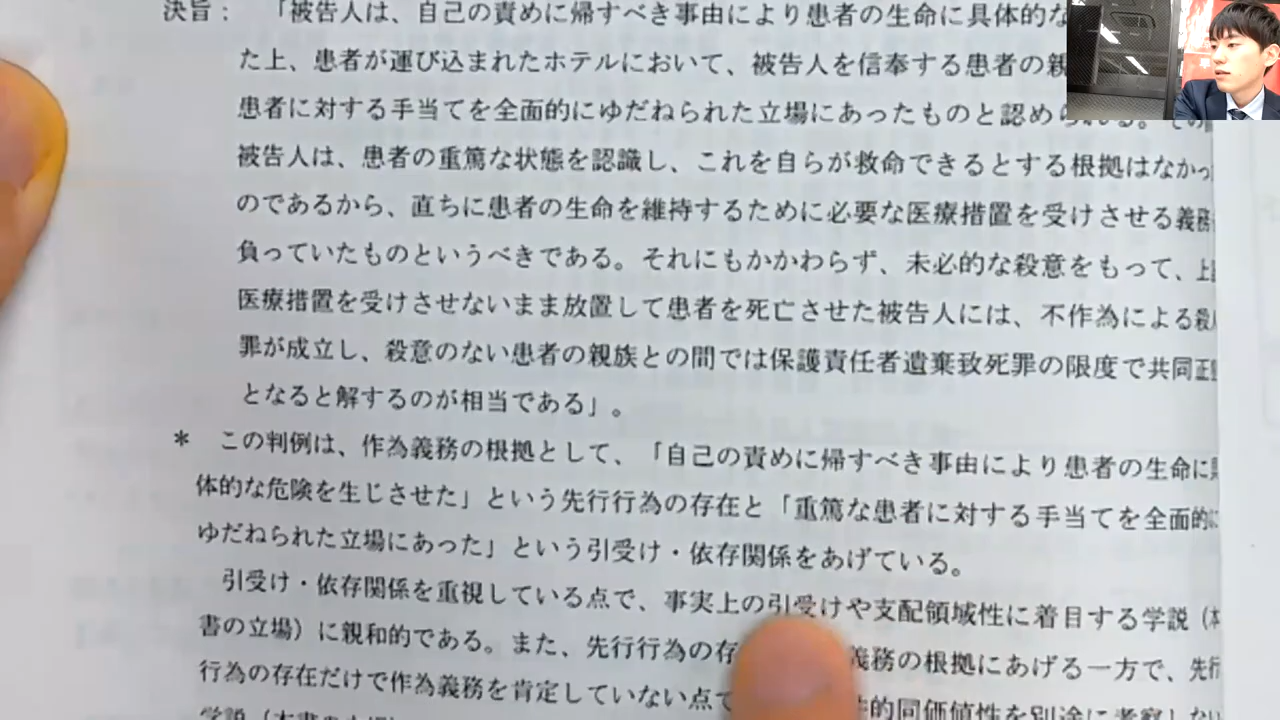 決旨： 「被告人は、自己の責めに帰すべき事由により患者の生命に具体的な
た上、患者が運び込まれたホテルにおいて、被告人を信奉する患者の親
患者に対する手当てを全面的にゆだねられた立場にあったものと認め
被告人は、患者の重篤な状態を認識し、これを自らが救命できるとする根拠はなかっ
のであるから、直ちに患者の生命を維持するために必要な医療措置を受けさせる義務
負っていたものというべきである。それにもかかわらず、未必的な殺意をもって、上
医療措置を受けさせないまま放置して患者を死亡させた被告人には、不作為による殺
罪が成立し、殺意のない患者の親族との間では保護責任者遺棄致死罪の限度で共同正
となると解するのが相当である」。
＊ この判例は、作為義務の根拠として、「自己の責めに帰すべき事由により患者の生命に
体的な危険を生じさせた」という先行行為の存在と「重篤な患者に対する手当てを全面的に
ゆだねられた立場にあった」という引受け・依存関係をあげている。
引受け・依存関係を重視している点で、事実上の引受けや支配領域性に着目する学説（本
書の立場）に親和的である。また、先行行為の存 義務の根拠にあげる一方で、先行
行為の存在だけで作為義務を肯定していない点で 的同価値性を別途に考察しな